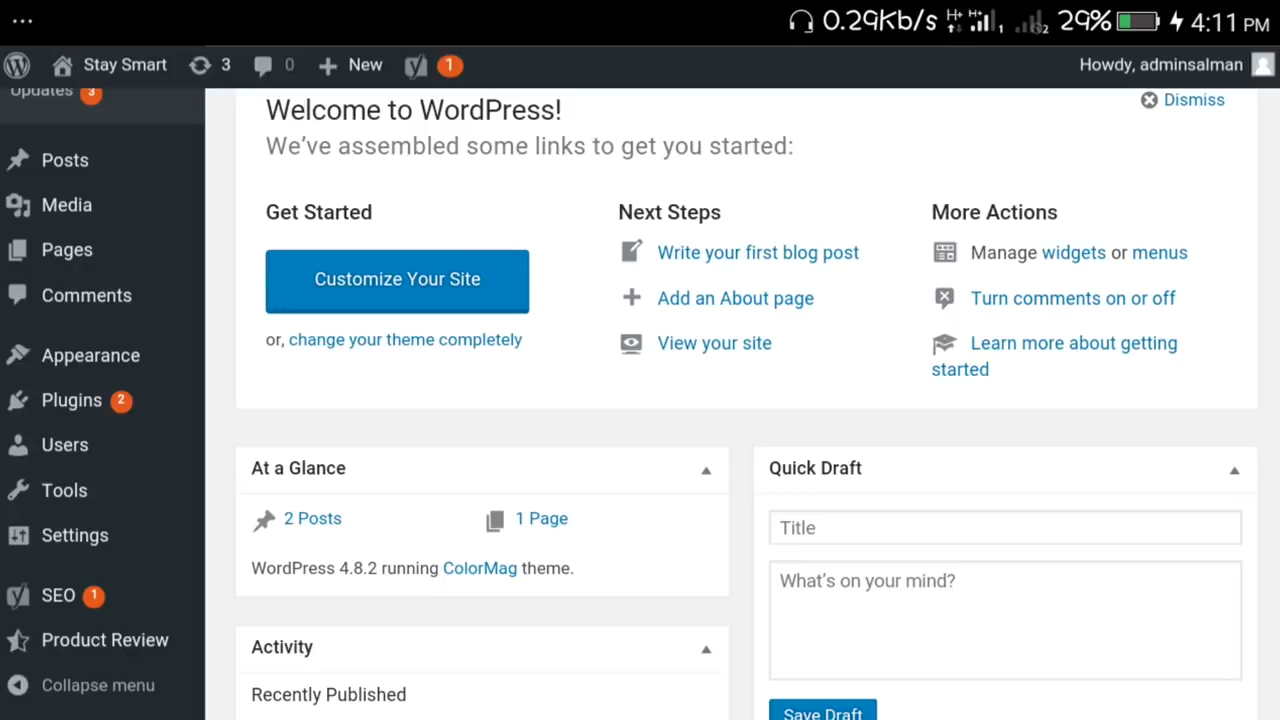 ... 0.29Kb/s H+ H+ 1 2 29% 4:11 PM
Stay Smart 3 0 New 1 Howdy, adminsalman
Updates 3
Posts
Media
Pages
Comments
Appearance
Plugins 2
Users
Tools
Settings
SEO 1
Product Review
Collapse menu
Welcome to WordPress!
Dismiss
We've assembled some links to get you started:
Get Started
Customize Your Site
or, change your theme completely
Next Steps
Write your first blog post
Add an About page
View your site
More Actions
Manage widgets or menus
Turn comments on or off
Learn more about getting
started
At a Glance
2 Posts 1 Page
WordPress 4.8.2 running ColorMag theme.
Activity
Recently Published
Quick Draft
Title
What's on your mind?
Save Draft